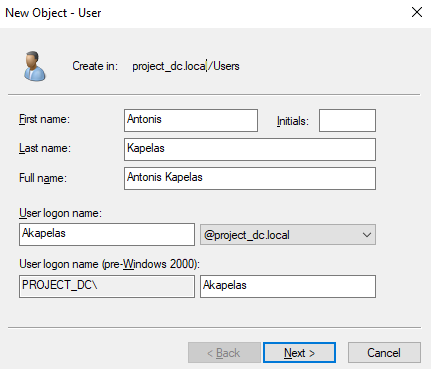 New Object - User
Create in: project_dc.local/Users
First name: Antonis Initials:
Last name: Kapelas
Full name: Antonis Kapelas
User logon name:
Akapelas @project_dc.local
User logon name (pre-Windows 2000):
PROJECT_DC\ Akapelas
< Back Next > Cancel